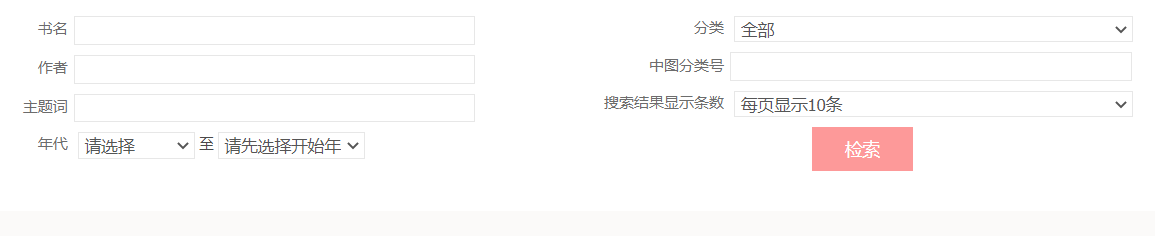 书名
分类 全部
作者
中图分类号
主题词
搜索结果显示条数 每页显示10条
年代 请选择 至 请先选择开始年
检索